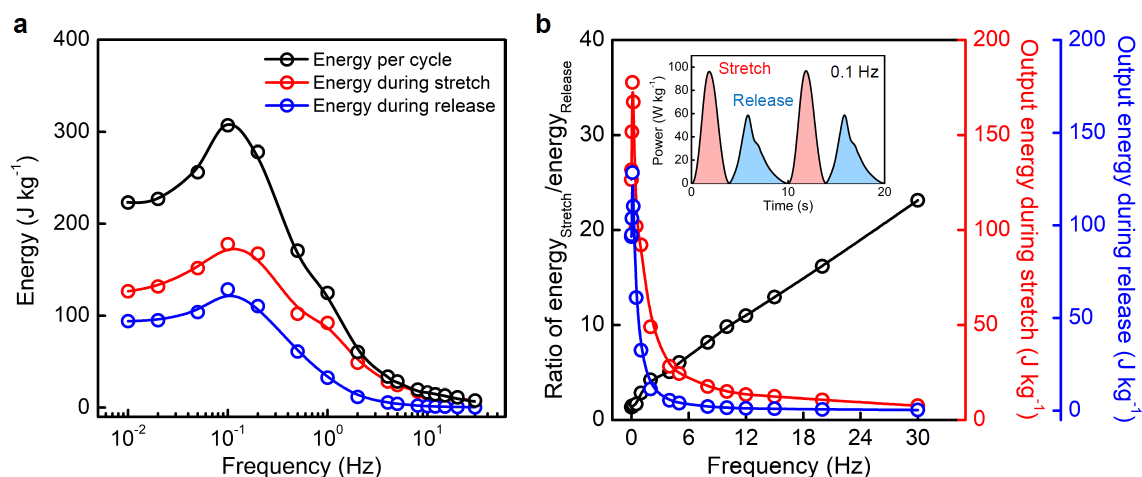 a
Energy (J kg⁻¹)
400
300
200
100
0
Energy per cycle
Energy during stretch
Energy during release
10⁻² 10⁻¹ 10⁰ 10¹
Frequency (Hz)
b
Ratio of energy_Stretch/energy_Release
40
30
20
10
0
0 6 12 18 24 30
Frequency (Hz)
Power (W kg⁻¹)
100
80
60
40
20
0
Stretch
Release
0.1 Hz
0 10 20
Time (s)
200
150
100
50
0
Output energy during stretch (J kg⁻¹)
200
150
100
50
0
Output energy during release (J kg⁻¹)